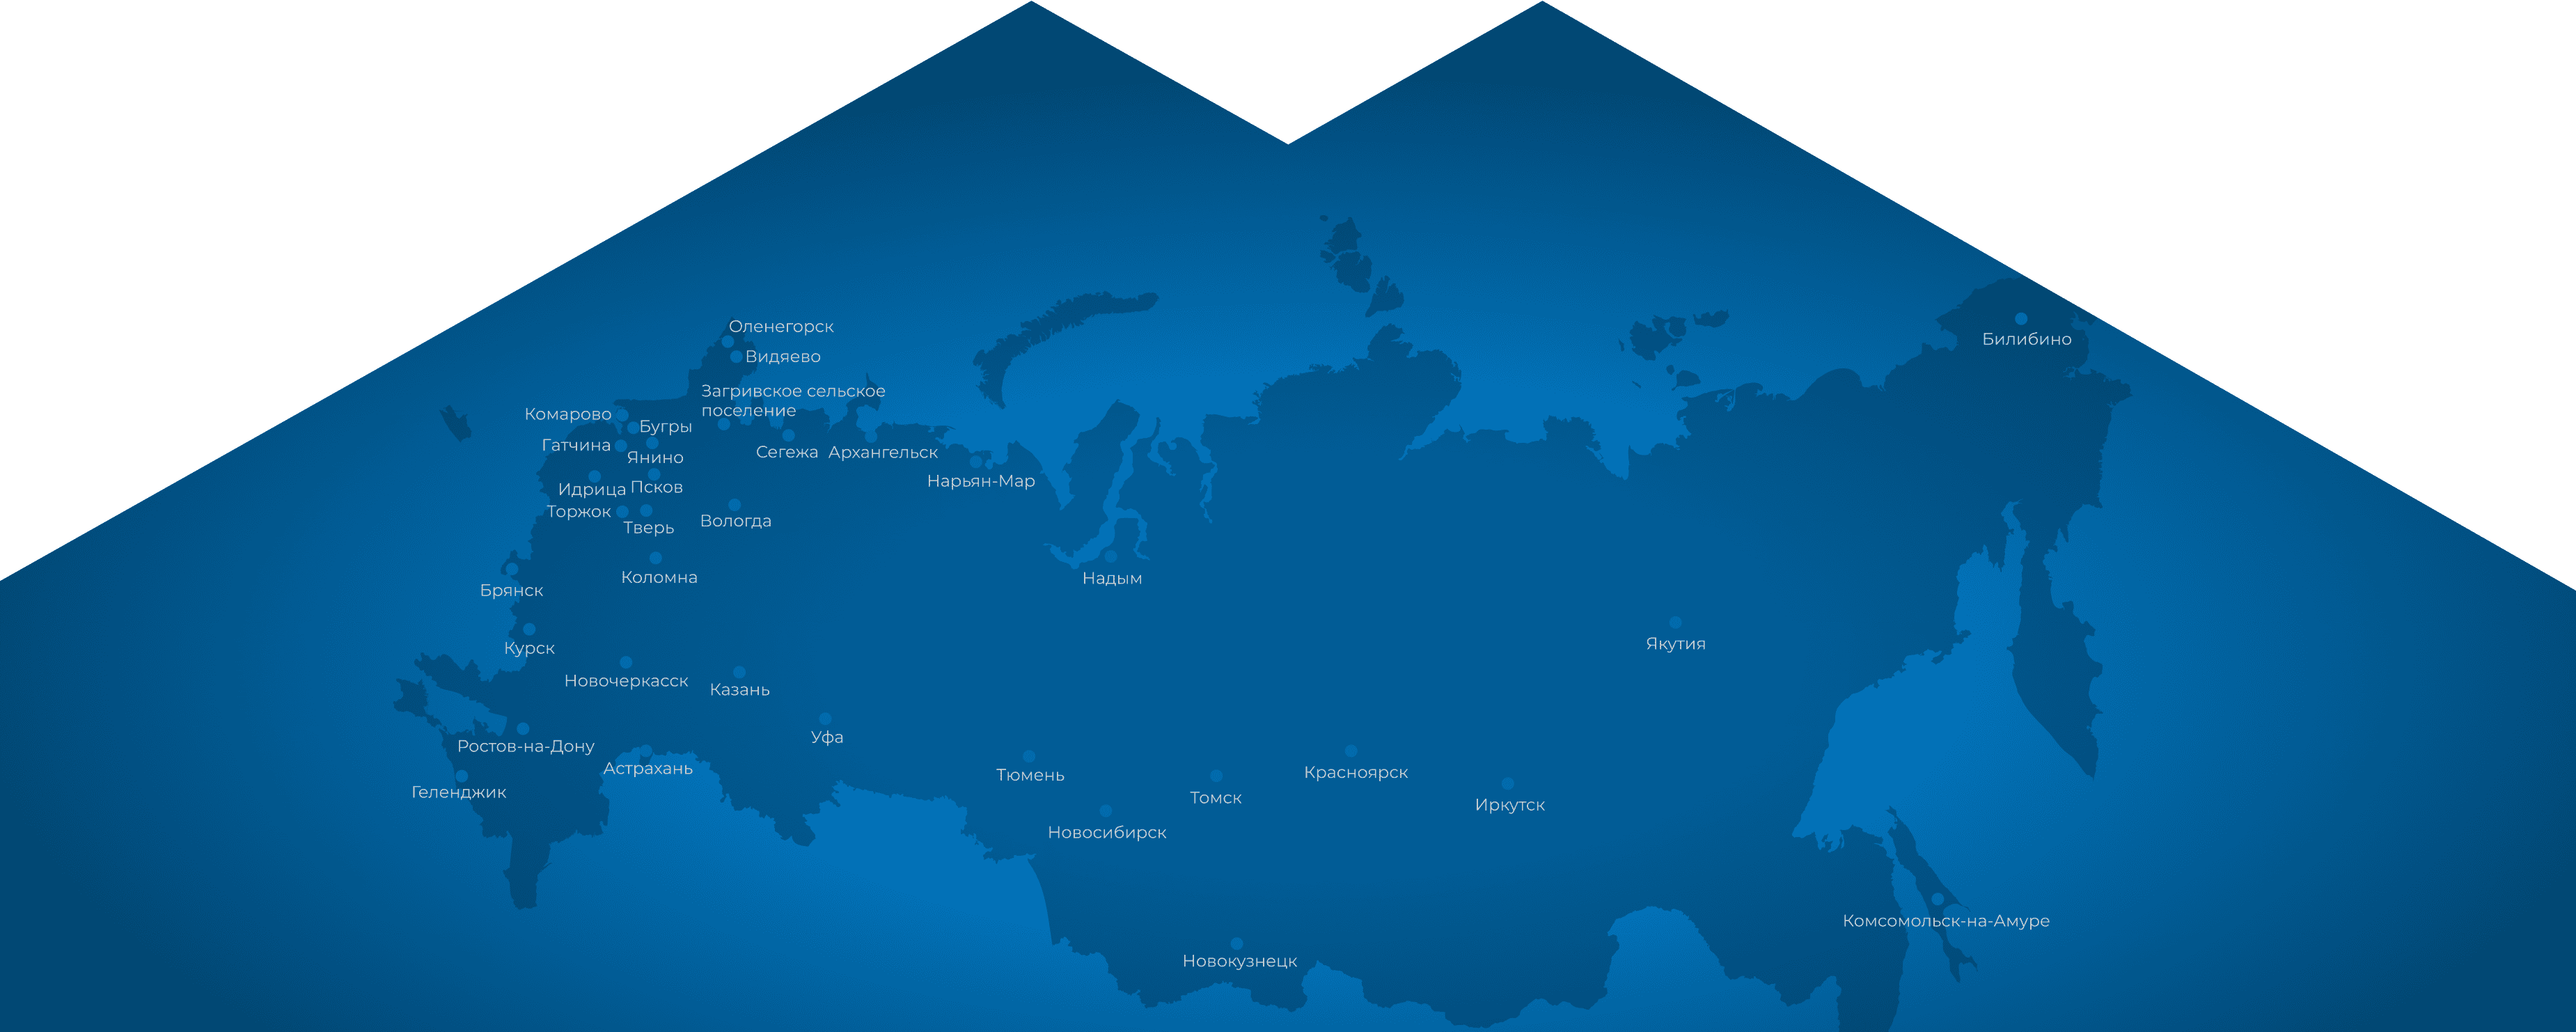 Оленегорск
Билибино
Видяево
Загривское сельское
поселение
Комарово
Бугры
Гатчина
Янино
Сегежа
Архангельск
Нарьян-Мар
Идрица
Псков
Торжок
Тверь
Вологда
Коломна
Надым
Брянск
Курск
Якутия
Новочеркасск
Казань
Уфа
Ростов-на-Дону
Астрахань
Тюмень
Красноярск
Геленджик
Томск
Иркутск
Новосибирск
Комсомольск-на-Амуре
Новокузнецк